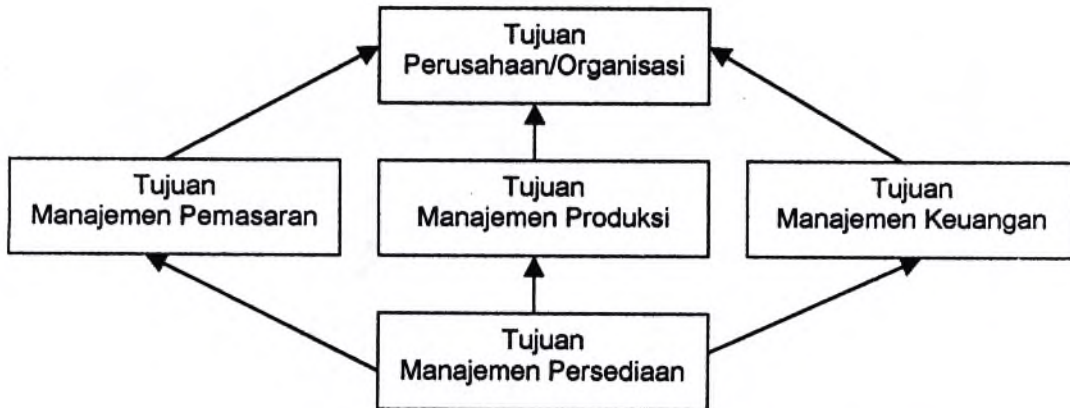 Tujuan
Perusahaan/Organisasi
Tujuan
Manajemen Pemasaran
Tujuan
Manajemen Produksi
Tujuan
Manajemen Keuangan
Tujuan
Manajemen Persediaan